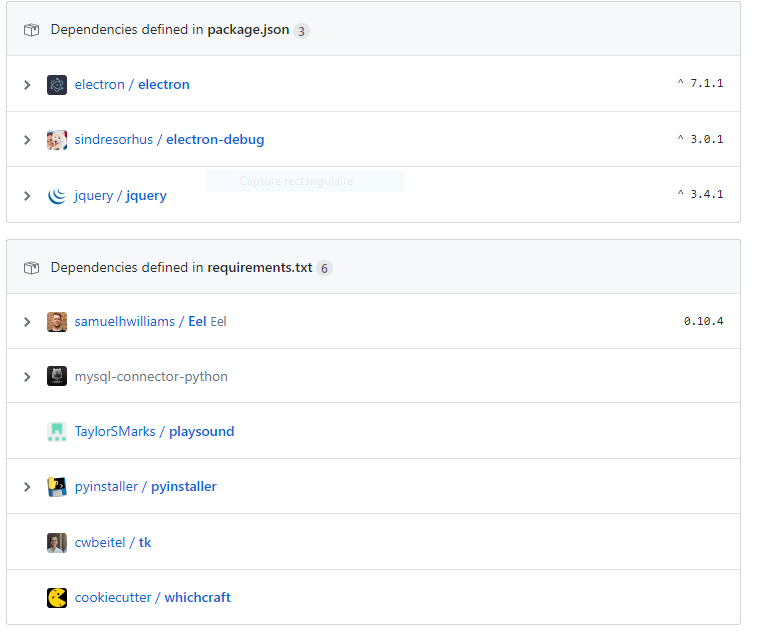 Dependencies defined in package.json 3
electron / electron ^ 7.1.1
sindresorhus / electron-debug ^ 3.0.1
Capture rectangulaire
jquery / jquery ^ 3.4.1
Dependencies defined in requirements.txt 6
samuelhwilliams / Eel Eel 0.10.4
mysql-connector-python
TaylorSMarks / playsound
pyinstaller / pyinstaller
cwbeitel / tk
cookiecutter / whichcraft